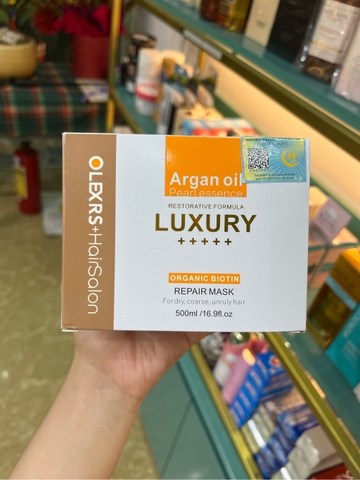 OLEXRS+HairSalon
Argan oil
Pearl essence
RESTORATIVE FORMULA
LUXURY
+++++
ORGANIC BIOTIN
REPAIR MASK
For dry, coarse, unruly hair
500ml /16.9fl.oz